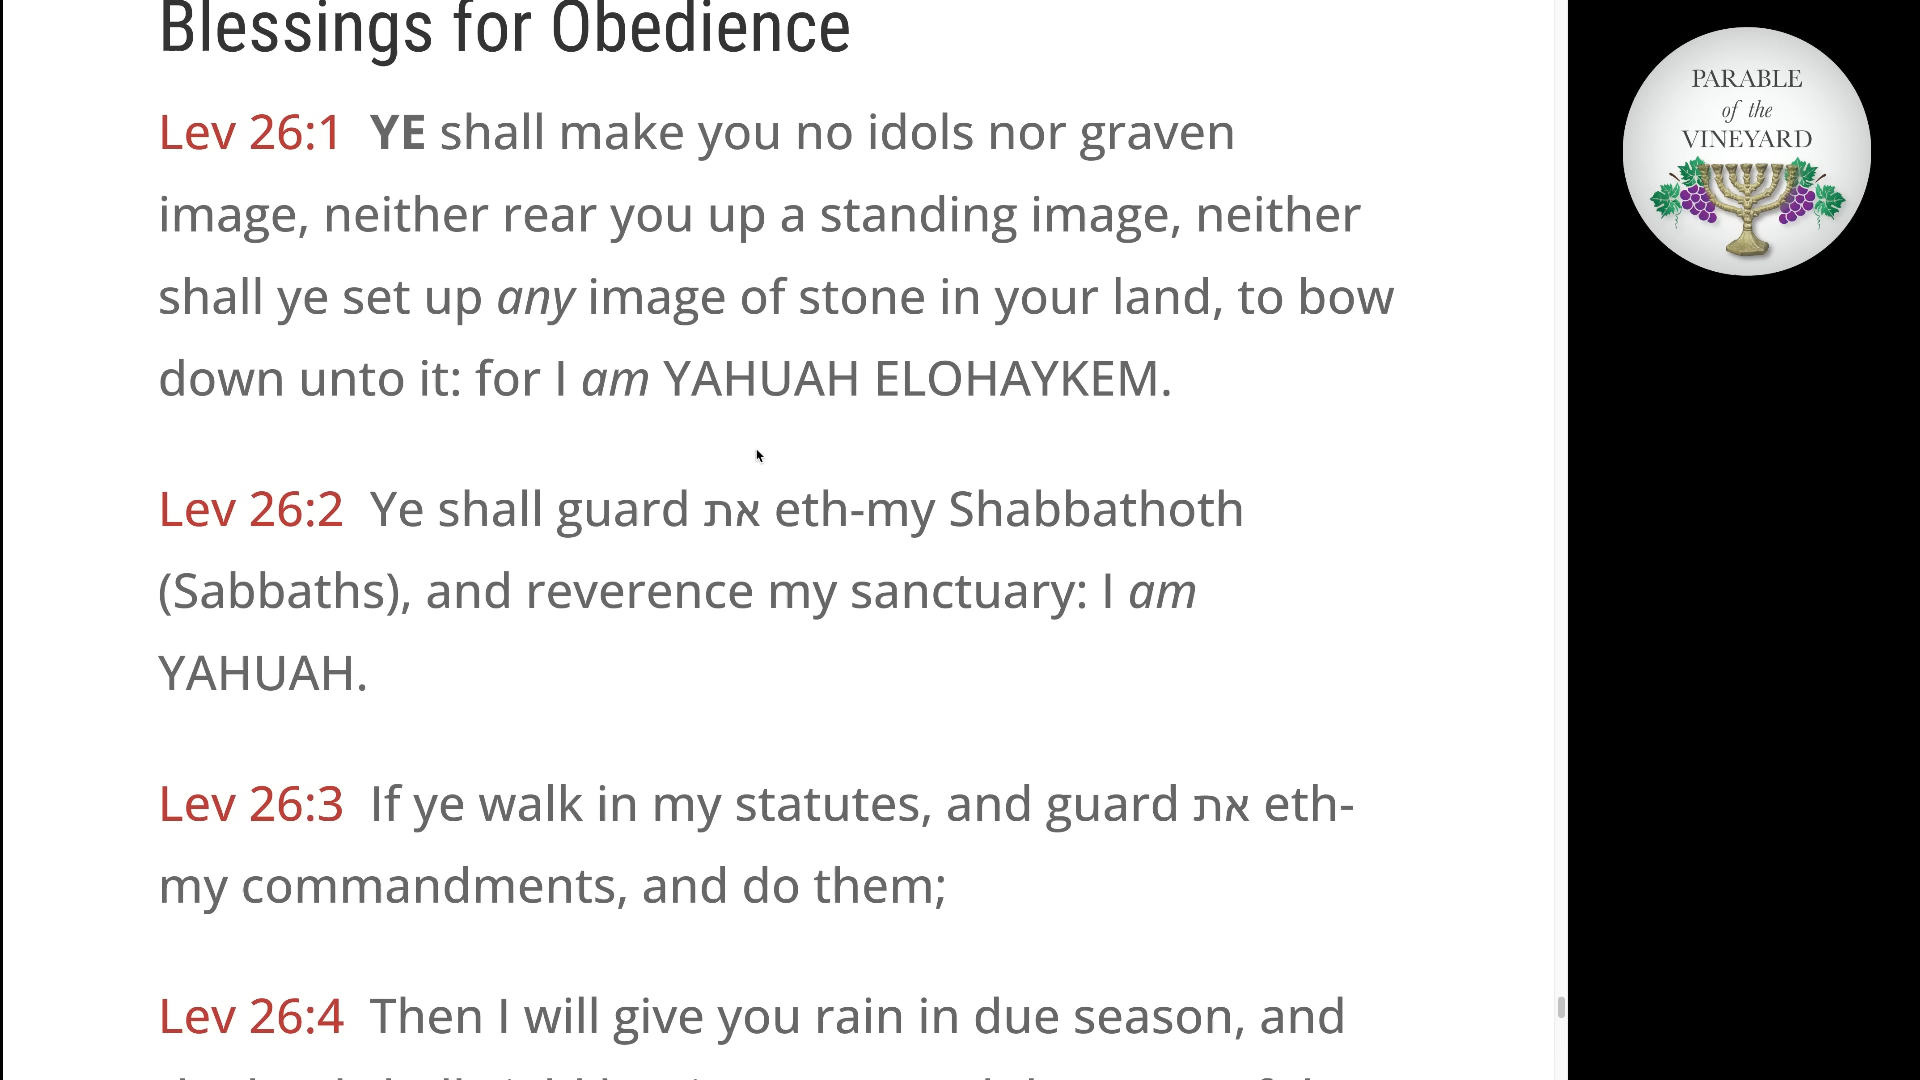 Blessings for Obedience
Lev 26:1 YE shall make you no idols nor graven
image, neither rear you up a standing image, neither
shall ye set up any image of stone in your land, to bow
down unto it: for I am YAHUAH ELOHAYKEM.
Lev 26:2 Ye shall guard את eth-my Shabbathoth
(Sabbaths), and reverence my sanctuary: I am
YAHUAH.
Lev 26:3 If ye walk in my statutes, and guard את eth-
my commandments, and do them;
Lev 26:4 Then I will give you rain in due season, and
PARABLE
of the
VINEYARD